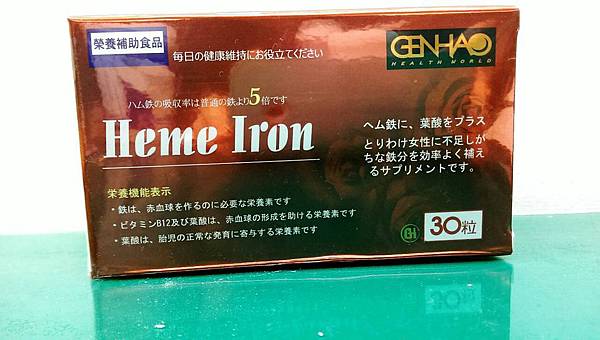 榮養補助食品
毎日の健康維持にお役立てください
GENHAO
HEALTH WORLD
ハム鉄の吸収率は普通の鉄より5倍です
Heme Iron
ヘム鉄に、葉酸をプラス
とりわけ女性に不足しが
ちな鉄分を効率よく補え
るサプリメントです。
栄養機能表示
・鉄は、赤血球を作るのに必要な栄養素です
・ビタミンB12及び葉酸は、赤血球の形成を助ける栄養素です
・葉酸は、胎児の正常な発育に寄与する栄養素です
30粒